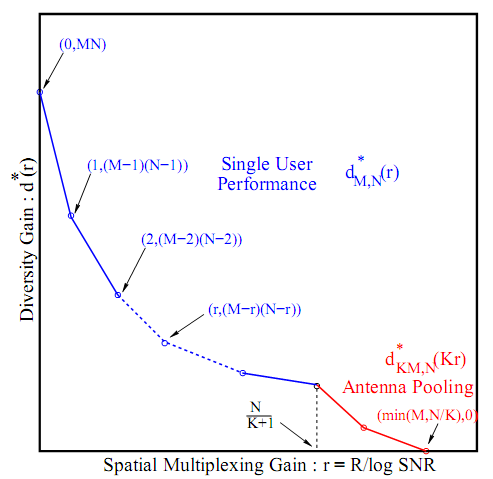 (0,MN)
(1,(M−1)(N−1))
Single User
Performance
d*M,N(r)
(2,(M−2)(N−2))
(r,(M−r)(N−r))
d*KM,N(Kr)
Antenna Pooling
(min(M,N/K),0)
N
K+1
Diversity Gain : d*(r)
Spatial Multiplexing Gain : r = R/log SNR